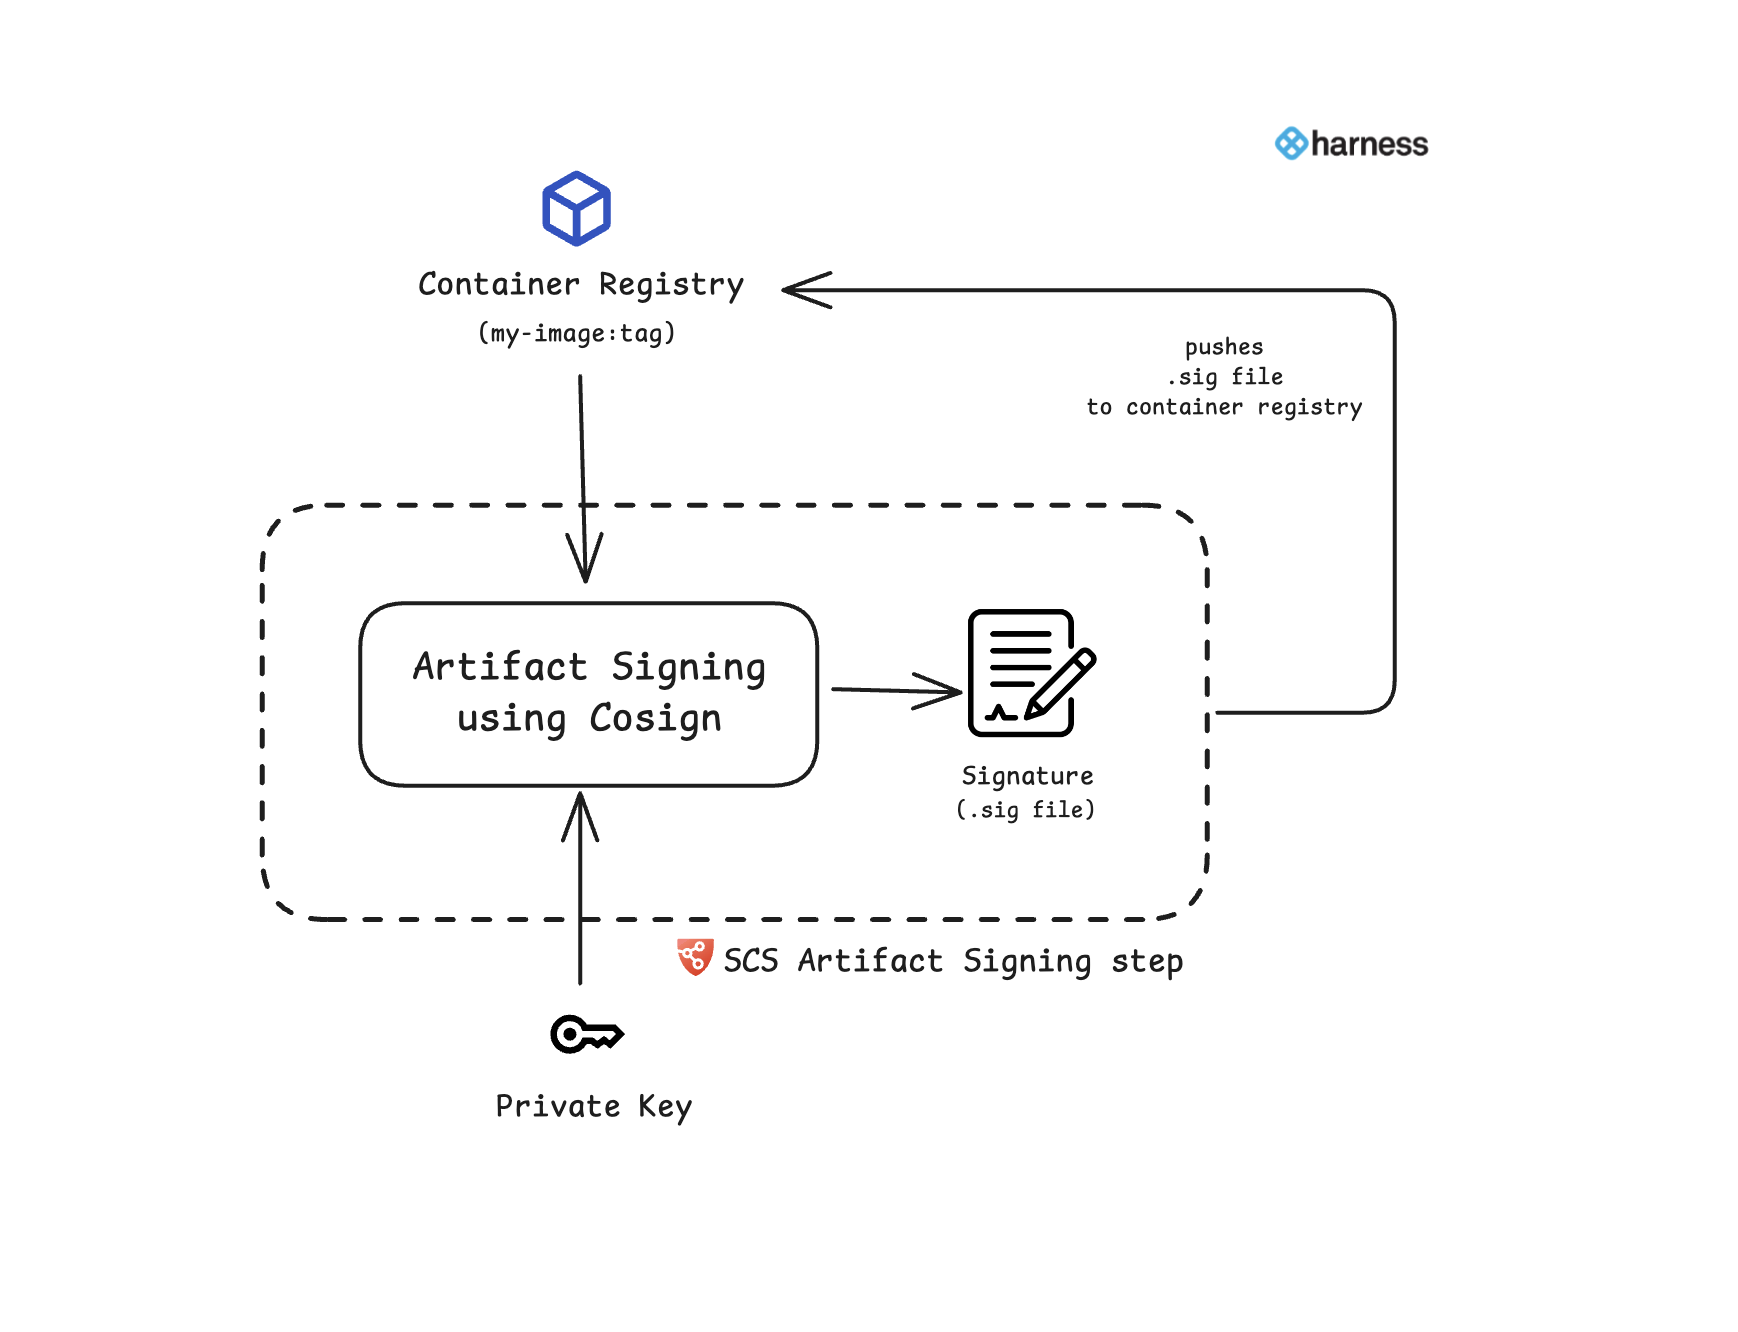 harness
Container Registry
(my-image:tag)
pushes
.sig file
to container registry
Artifact Signing
using Cosign
Signature
(.sig file)
SCS Artifact Signing step
Private Key